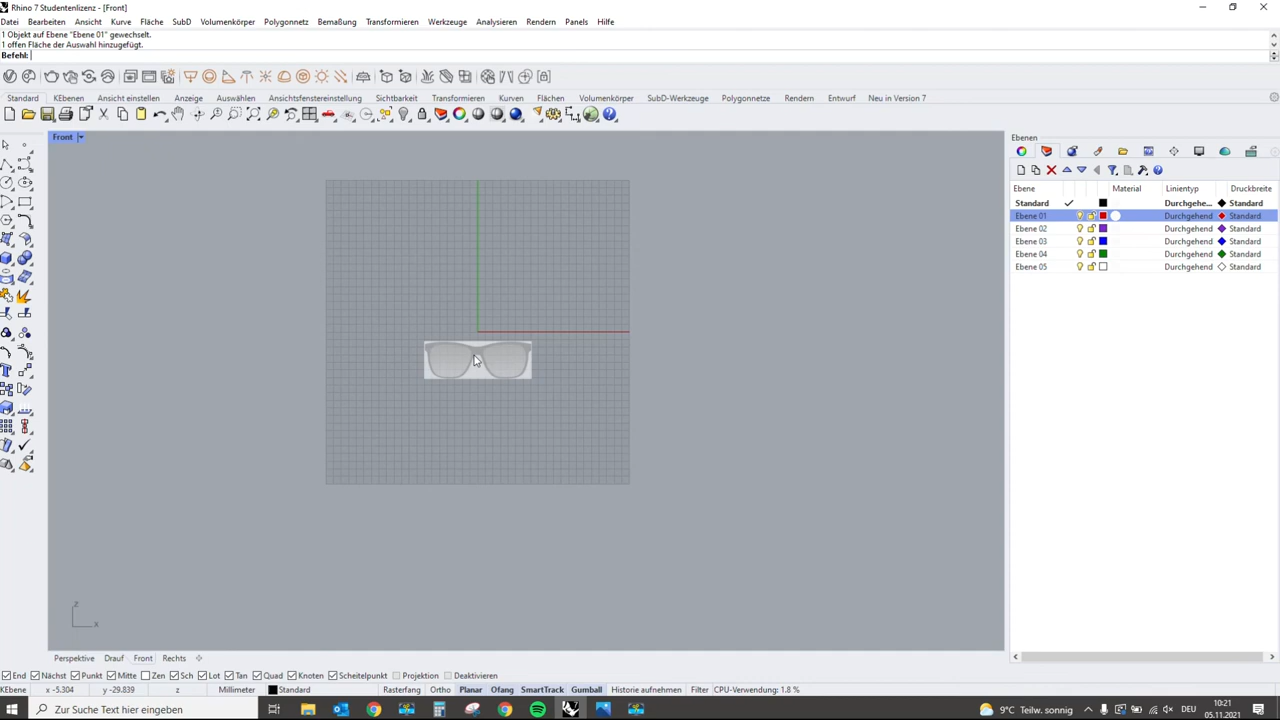 Rhino 7 Studentenlizenz - [Front]
Datei Bearbeiten Ansicht Kurve Fläche SubD Volumenkörper Polygonnetz Bemaßung Transformieren Werkzeuge Analysieren Rendern Panels Hilfe
1 Objekt auf Ebene "Ebene 01" gewechselt.
1 offen Fläche der Auswahl hinzugefügt.
Befehl:
Standard KEbenen Ansicht einstellen Anzeige Auswählen Ansichtsfenstereinstellung Sichtbarkeit Transformieren Kurven Flächen Volumenkörper SubD-Werkzeuge Polygonnetze Rendern Entwurf Neu in Version 7
Front
Ebenen
Ebene Material Linientyp Druckbreite
Standard Durchgehe... Standard
Ebene 01 Durchgehend Standard
Ebene 02 Durchgehend Standard
Ebene 03 Durchgehend Standard
Ebene 04 Durchgehend Standard
Ebene 05 Durchgehend Standard
z
x
Perspektive Drauf Front Rechts
End Nächst Punkt Mitte Zen Sch Lot Tan Quad Knoten Scheitelpunkt Projektion Deaktivieren
KEbene x -5.304 y -29.839 z Millimeter Standard Rasterfang Ortho Planar Ofang SmartTrack Gumball Historie aufnehmen Filter CPU-Verwendung: 1.8 %
Zur Suche Text hier eingeben 9°C Teilw. sonnig DEU 10:21
05.11.2021